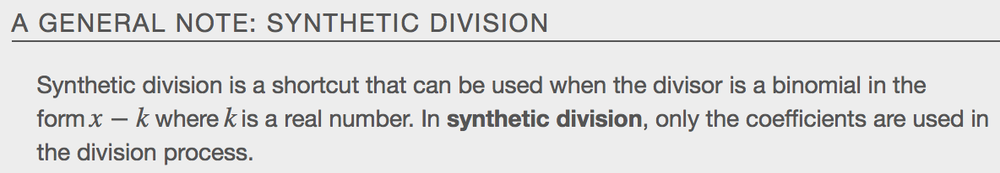 A GENERAL NOTE: SYNTHETIC DIVISION
Synthetic division is a shortcut that can be used when the divisor is a binomial in the
form x − k where k is a real number. In synthetic division, only the coefficients are used in
the division process.